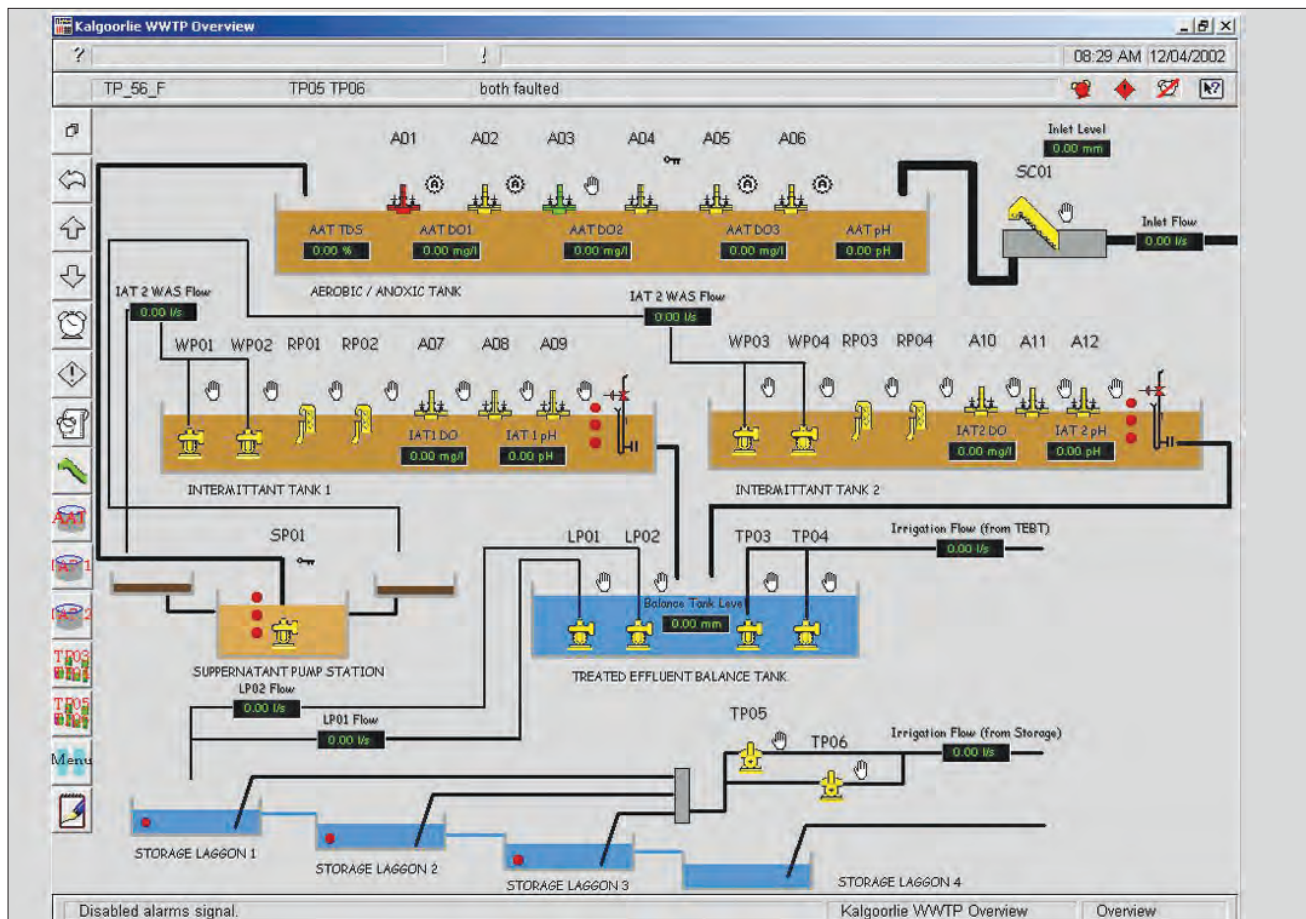 Kalgoorlie WWTP Overview
?
!
08:29 AM 12/04/2002
TP_56_F TP05 TP06 both faulted
A01 A02 A03 A04 A05 A06
Inlet Level
0.00 mm
SC01
Inlet Flow
0.00 l/s
AAT TDS AAT DO1 AAT DO2 AAT DO3 AAT pH
0.00 % 0.00 mg/l 0.00 mg/l 0.00 mg/l 0.00 pH
AEROBIC / ANOXIC TANK
IAT 2 WAS Flow
0.00 l/s
IAT 2 WAS Flow
0.00 l/s
WP01 WP02 RP01 RP02 A07 A08 A09
WP03 WP04 RP03 RP04 A10 A11 A12
IAT1 DO IAT 1 pH
0.00 mg/l 0.00 pH
IAT2 DO IAT 2 pH
0.00 mg/l 0.00 pH
INTERMITTANT TANK 1
INTERMITTANT TANK 2
AAT
SP01
LP01 LP02 TP03 TP04
Irrigation Flow (from TEBT)
0.00 l/s
Balance Tank Level
0.00 mm
SUPPERNATANT PUMP STATION
TREATED EFFLUENT BALANCE TANK
TP03
LP02 Flow
0.00 l/s
LP01 Flow
0.00 l/s
TP05
TP05
TP06
Irrigation Flow (from Storage)
0.00 l/s
Menu
STORAGE LAGGON 1
STORAGE LAGGON 2
STORAGE LAGGON 3
STORAGE LAGGON 4
Disabled alarms signal.
Kalgoorlie WWTP Overview
Overview